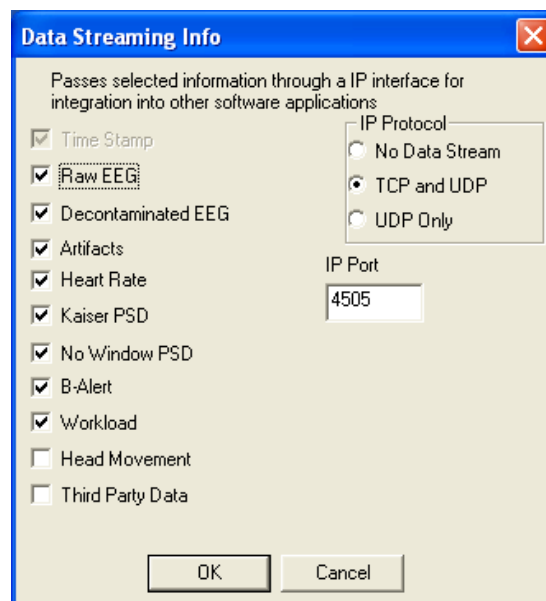 Data Streaming Info
Passes selected information through a IP interface for
integration into other software applications
Time Stamp
Raw EEG
Decontaminated EEG
Artifacts
Heart Rate
Kaiser PSD
No Window PSD
B-Alert
Workload
Head Movement
Third Party Data
IP Protocol
No Data Stream
TCP and UDP
UDP Only
IP Port
4505
OK
Cancel